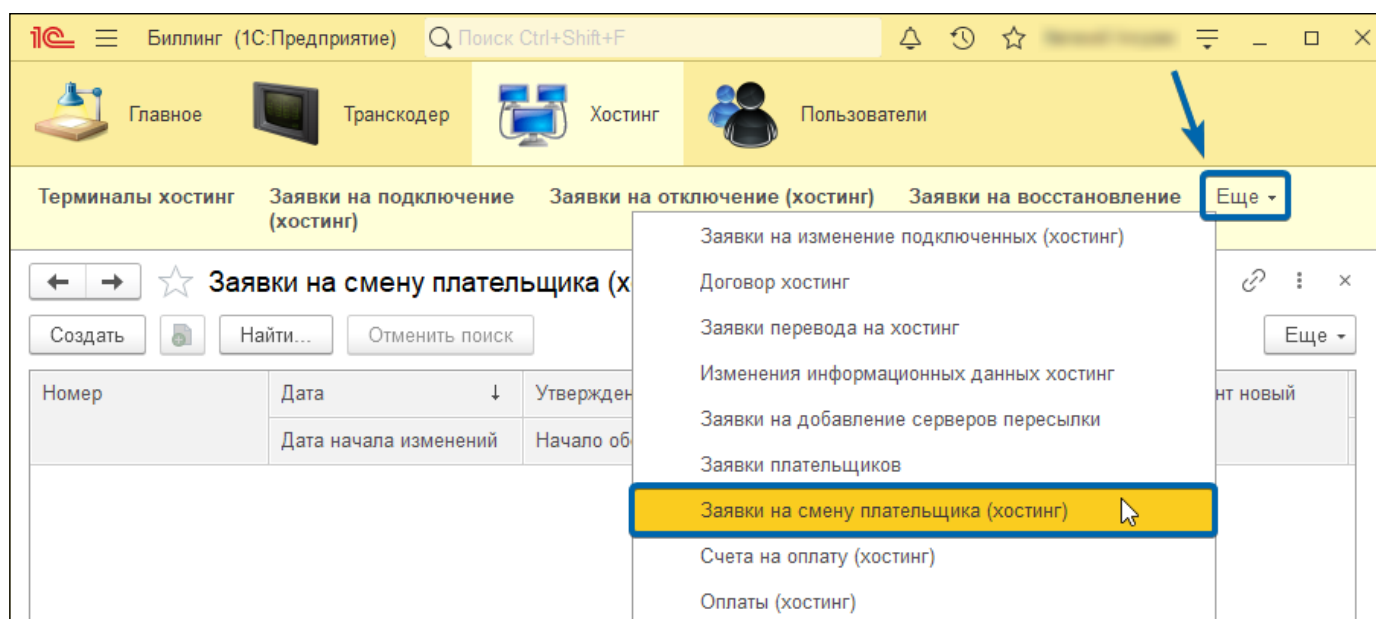 1С Биллинг (1С:Предприятие) Поиск Ctrl+Shift+F
Главное Транскодер Хостинг Пользователи
Терминалы хостинг Заявки на подключение Заявки на отключение (хостинг) Заявки на восстановление Еще
(хостинг)
Заявки на изменение подключенных (хостинг)
Заявки на смену плательщика (х Договор хостинг
Создать Найти... Отменить поиск Заявки перевода на хостинг Еще
Изменения информационных данных хостинг
Номер Дата Утвержден нт новый
Заявки на добавление серверов пересылки
Дата начала изменений Начало об
Заявки плательщиков
Заявки на смену плательщика (хостинг)
Счета на оплату (хостинг)
Оплаты (хостинг)